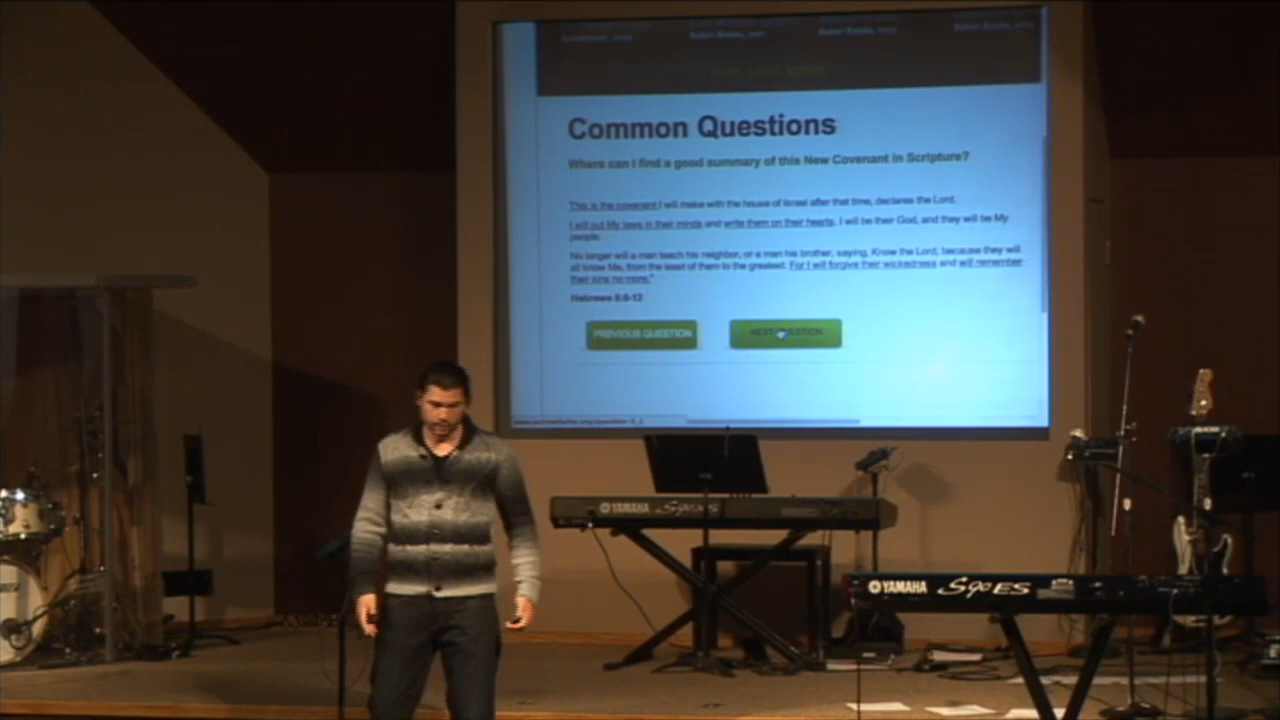 Common Questions
Where can I find a good summary of this New Covenant in Scripture?
This is the covenant I will make with the house of Israel after that time, declares the Lord.
I will put My laws in their minds and write them on their hearts. I will be their God, and they will be My
people.
No longer will a man teach his neighbor, or a man his brother, saying, Know the Lord, because they will
all know Me, from the least of them to the greatest. For I will forgive their wickedness and will remember
their sins no more."
Hebrews 8:8-12
PREVIOUS QUESTION
NEXT QUESTION
YAMAHA S90ES
YAMAHA S90 ES